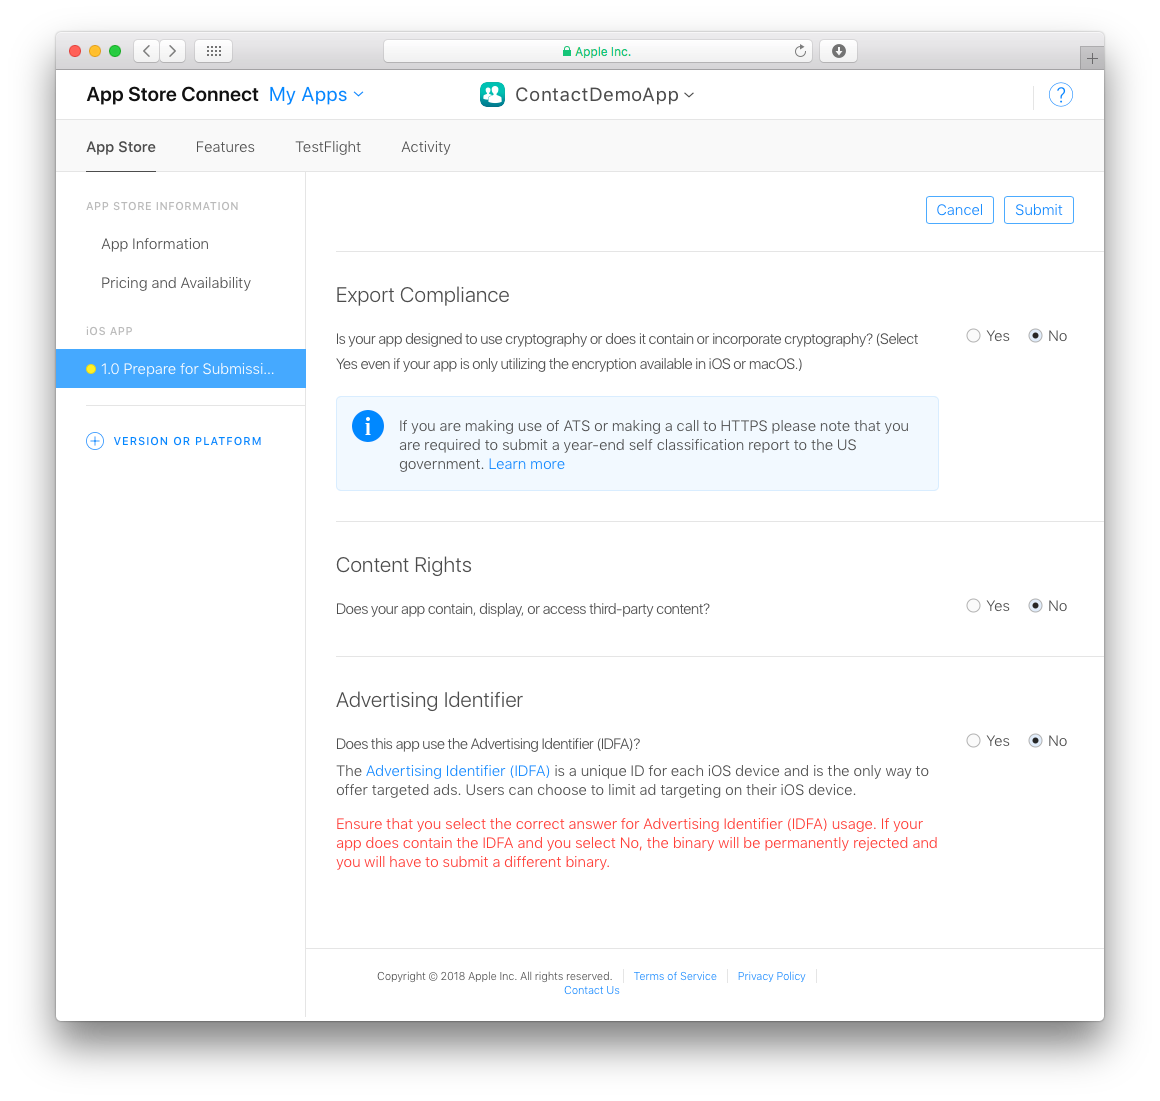 Apple Inc.
App Store Connect My Apps
ContactDemoApp
?
App Store Features TestFlight Activity
APP STORE INFORMATION
App Information
Pricing and Availability
iOS APP
1.0 Prepare for Submissi...
VERSION OR PLATFORM
Cancel Submit
Export Compliance
Is your app designed to use cryptography or does it contain or incorporate cryptography? (Select
Yes even if your app is only utilizing the encryption available in iOS or macOS.)
Yes No
i
If you are making use of ATS or making a call to HTTPS please note that you
are required to submit a year-end self classification report to the US
government. Learn more
Content Rights
Does your app contain, display, or access third-party content?
Yes No
Advertising Identifier
Does this app use the Advertising Identifier (IDFA)?
Yes No
The Advertising Identifier (IDFA) is a unique ID for each iOS device and is the only way to
offer targeted ads. Users can choose to limit ad targeting on their iOS device.
Ensure that you select the correct answer for Advertising Identifier (IDFA) usage. If your
app does contain the IDFA and you select No, the binary will be permanently rejected and
you will have to submit a different binary.
Copyright © 2018 Apple Inc. All rights reserved. Terms of Service Privacy Policy
Contact Us